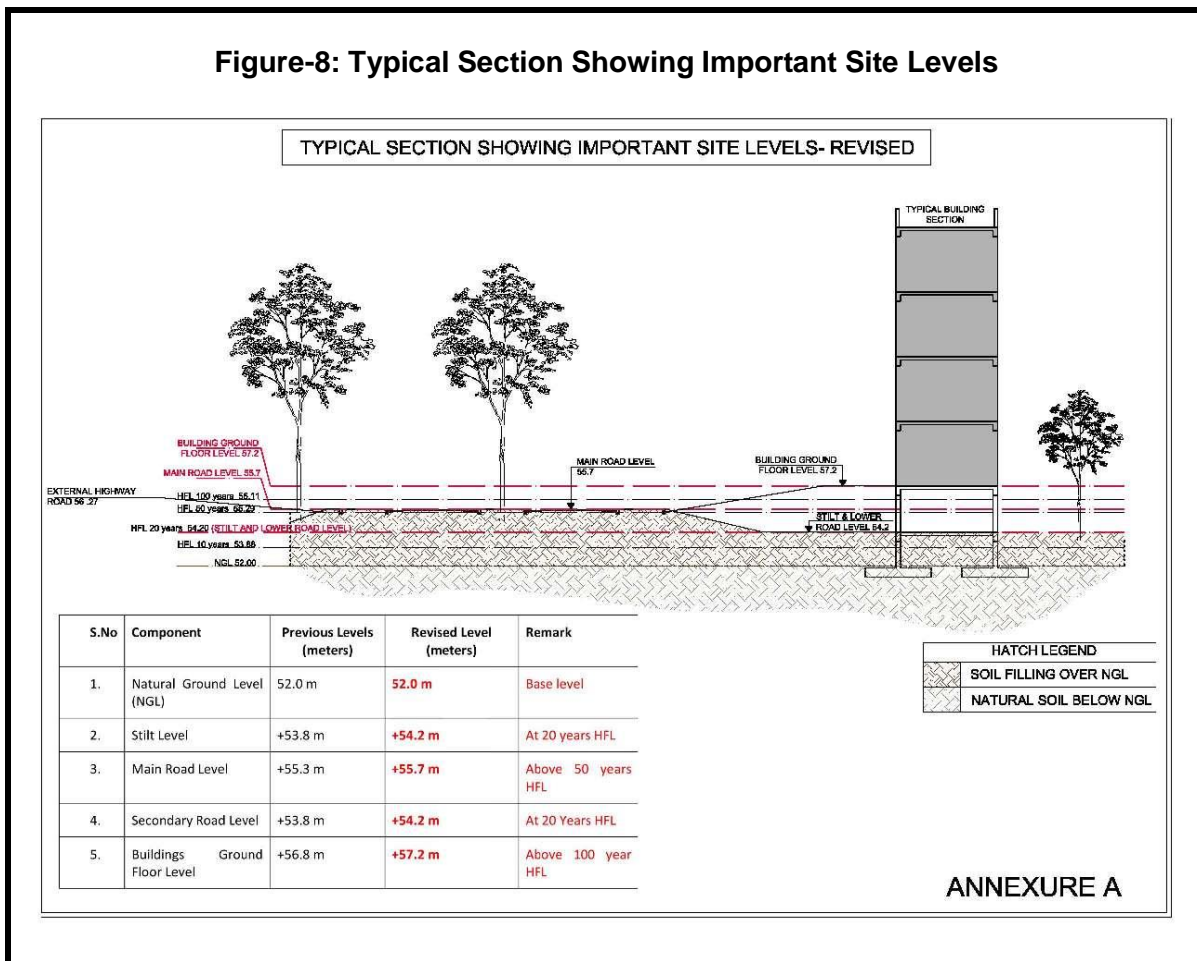 Figure-8: Typical Section Showing Important Site Levels
TYPICAL SECTION SHOWING IMPORTANT SITE LEVELS- REVISED
TYPICAL BUILDING
SECTION
BUILDING GROUND
FLOOR LEVEL 57.2
MAIN ROAD LEVEL 55.7
EXTERNAL HIGHWAY
ROAD 56 .27
HFL 100 years 55.11
HFL 50 years
HFL 20 years 54.20 (STILT AND LOWER ROAD LEVEL)
HFL 10 years 53.88
NGL 52.00
MAIN ROAD LEVEL
55.7
BUILDING GROUND
FLOOR LEVEL 57.2
STILT & LOWER
ROAD LEVEL 54.2
S.No Component Previous Levels (meters) Revised Level (meters) Remark
1. Natural Ground Level (NGL) 52.0 m 52.0 m Base level
2. Stilt Level +53.8 m +54.2 m At 20 years HFL
3. Main Road Level +55.3 m +55.7 m Above 50 years HFL
4. Secondary Road Level +53.8 m +54.2 m At 20 Years HFL
5. Buildings Ground Floor Level +56.8 m +57.2 m Above 100 year HFL
HATCH LEGEND
SOIL FILLING OVER NGL
NATURAL SOIL BELOW NGL
ANNEXURE A